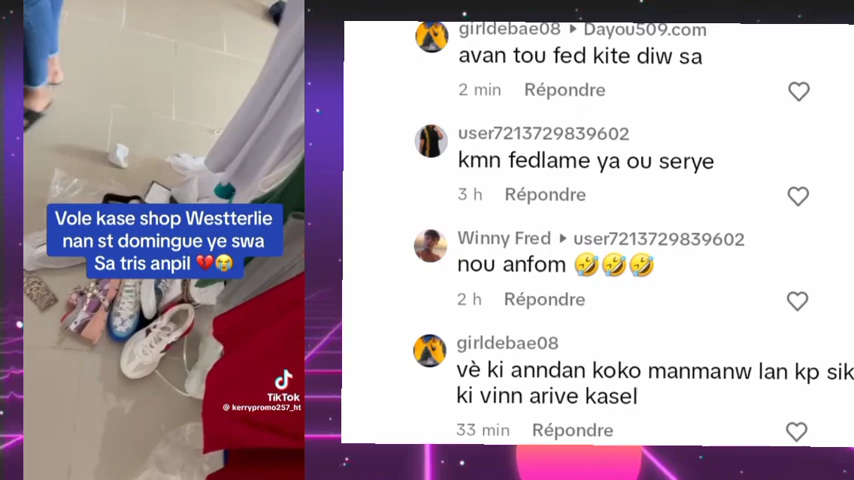 Vole kase shop Westterlie
nan st domingue ye swa
Sa tris anpil 💔😭
TikTok
@ kerrypromo257_ht
girldebae08 ▸ Dayou509.com
avan tou fed kite diw sa
2 min Répondre
user7213729839602
kmn fedlame ya ou serye
3 h Répondre
Winny Fred ▸ user7213729839602
nou anfom 🤣🤣🤣
2 h Répondre
girldebae08
vè ki anndan koko manmanw lan kp sik
ki vinn arive kasel
33 min Répondre